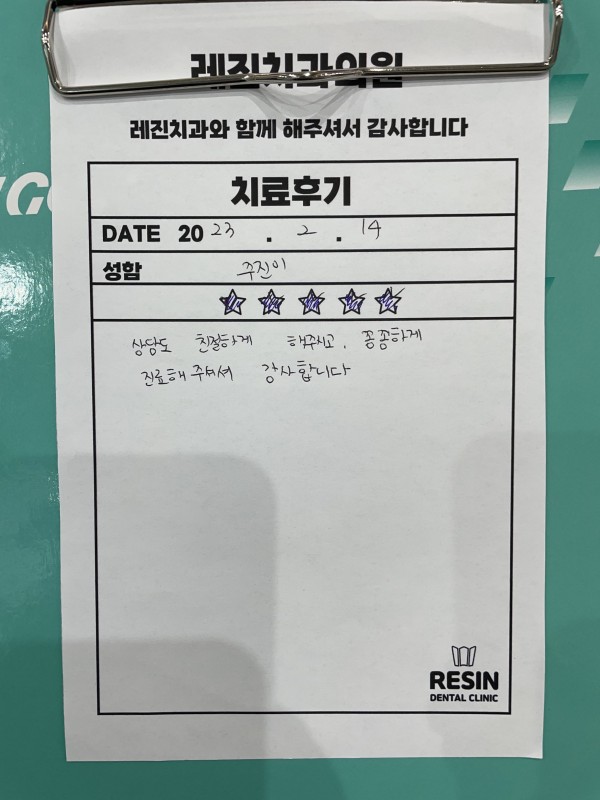 레진치과의원
레진치과와 함께 해주셔서 감사합니다
치료후기
DATE 2023 . 2 . 14
성함 주진이
상담도 친절하게 해주시고, 꼼꼼하게
진료해 주셔서 감사합니다
RESIN
DENTAL CLINIC